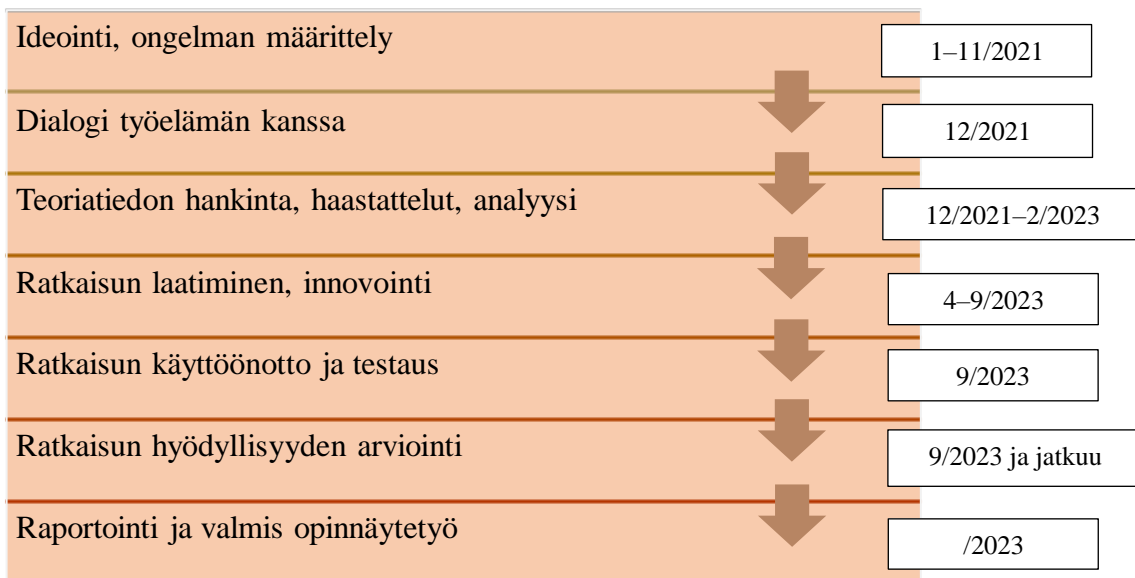 Ideointi, ongelman määrittely
1–11/2021
Dialogi työelämän kanssa
12/2021
Teoriatiedon hankinta, haastattelut, analyysi
12/2021–2/2023
Ratkaisun laatiminen, innovointi
4–9/2023
Ratkaisun käyttöönotto ja testaus
9/2023
Ratkaisun hyödyllisyyden arviointi
9/2023 ja jatkuu
Raportointi ja valmis opinnäytetyö
/2023